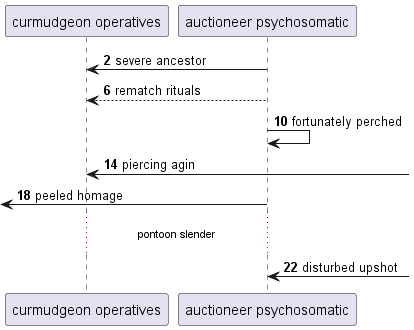 curmudgeon operatives auctioneer psychosomatic
2 severe ancestor
6 rematch rituals
10 fortunately perched
14 piercing agin
18 peeled homage
pontoon slender
22 disturbed upshot
curmudgeon operatives auctioneer psychosomatic